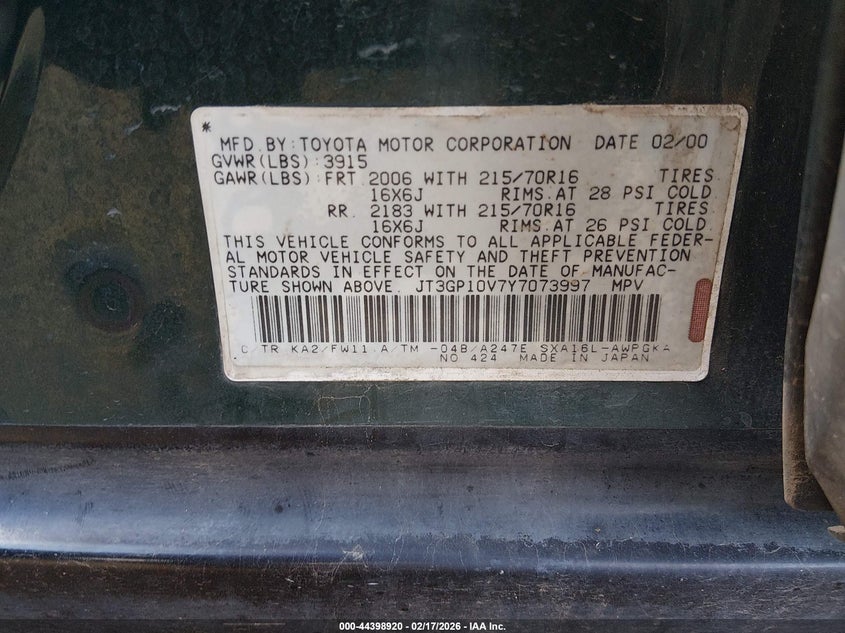 * MFD.BY:TOYOTA MOTOR CORPORATION DATE 02/00
GVWR(LBS):3915
GAWR(LBS):FRT 2006 WITH 215/70R16 TIRES
16X6J RIMS.AT 28 PSI COLD
RR. 2183 WITH 215/70R16 TIRES.
16X6J RIMS.AT 26 PSI COLD.
THIS VEHICLE CONFORMS TO ALL APPLICABLE FEDER-
AL MOTOR VEHICLE SAFETY AND THEFT PREVENTION
STANDARDS IN EFFECT ON THE DATE OF MANUFAC-
TURE SHOWN ABOVE. JT3GP10V7Y7073997 MPV
C/TR KA2/FW11 A/TM -04B/A247E SXA16L-AWPGKA
NO 424 MADE IN JAPAN
000-44398920 - 02/17/2026 - IAA Inc.